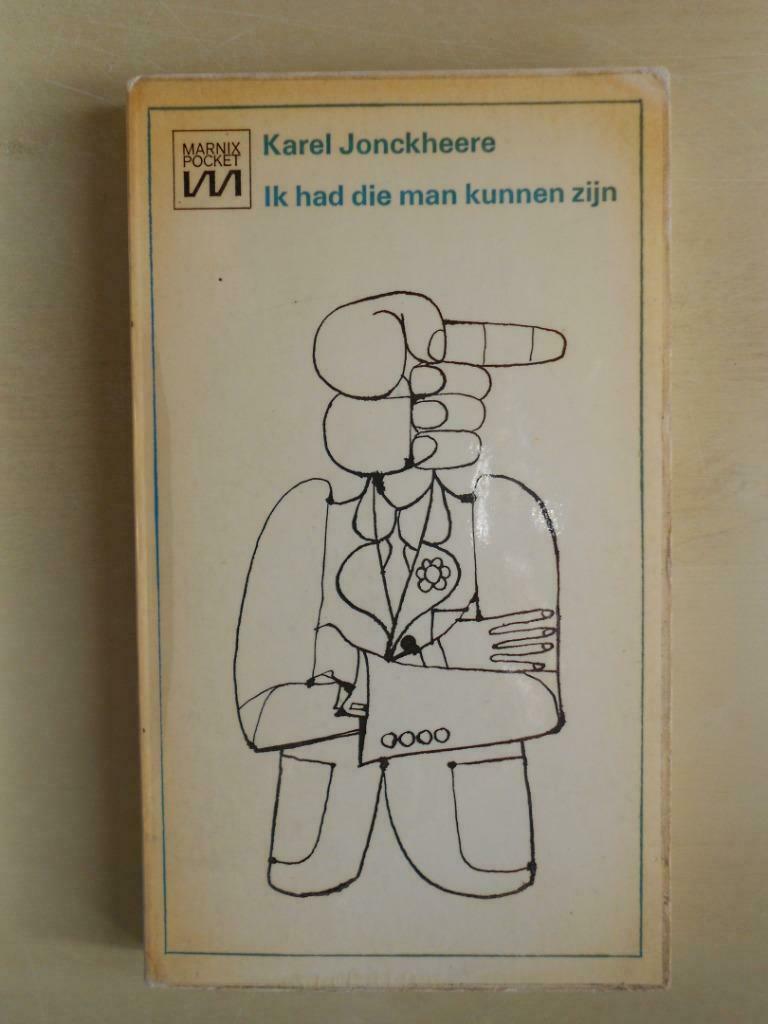 MARNIX
POCKET
Karel Jonckheere
Ik had die man kunnen zijn